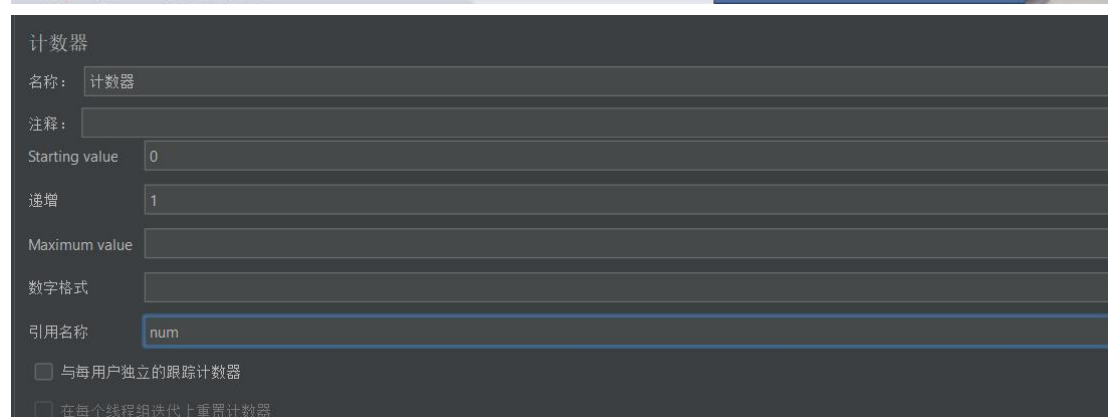 计数器
名称： 计数器
注释：
Starting value 0
递增 1
Maximum value
数字格式
引用名称 num
与每用户独立的跟踪计数器
在每个线程组迭代上重置计数器